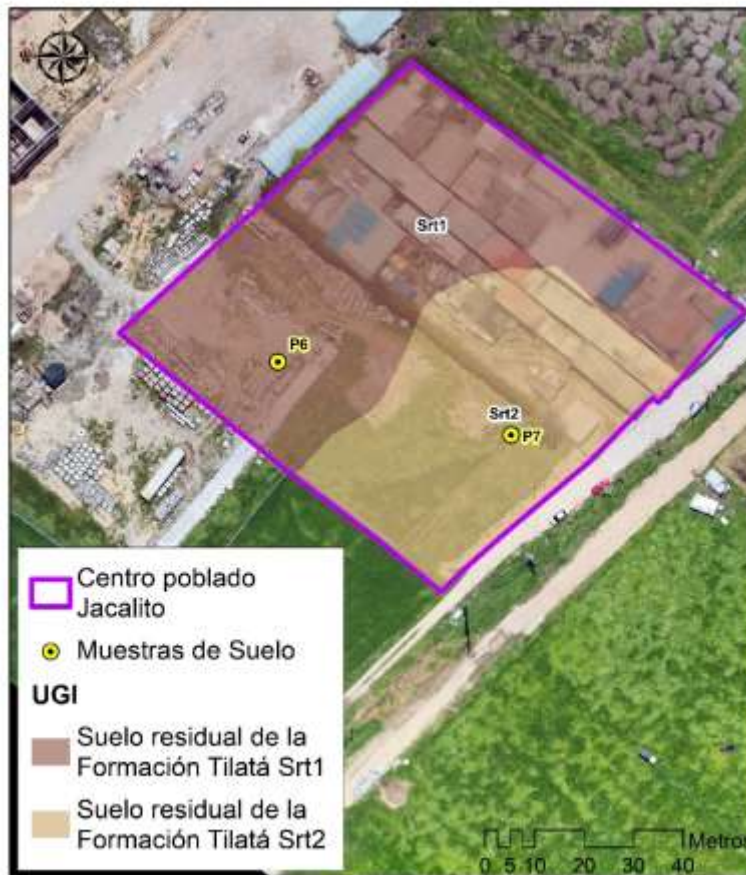 Srt1
P6
Srt2
P7
Centro poblado
Jacalito
Muestras de Suelo
UGI
Suelo residual de la
Formación Tilatá Srt1
Suelo residual de la
Formación Tilatá Srt2
Metros
0 5 10 20 30 40